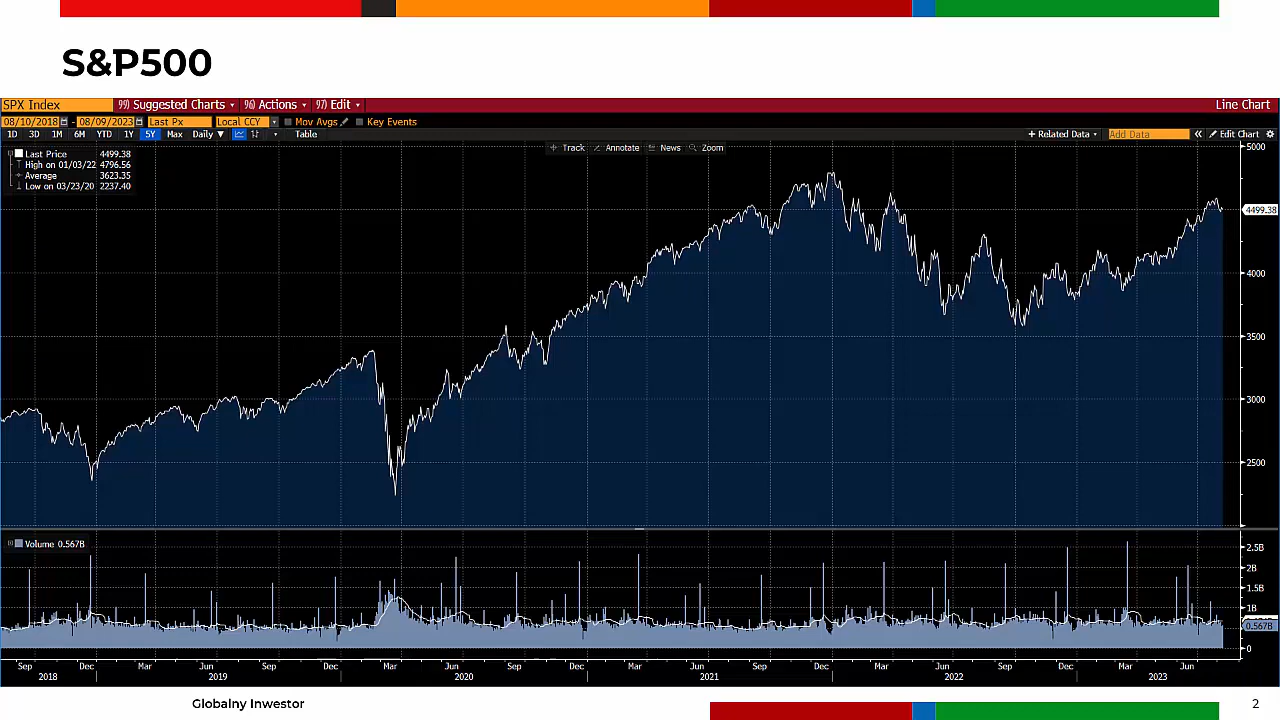 S&P500
SPX Index 99) Suggested Charts 96) Actions 97) Edit Line Chart
08/10/2018 - 08/09/2023 Last Px Local CCY Mov Avgs Key Events
1D 3D 1M 6M YTD 1Y 5Y Max Daily ▼ Table + Related Data Add Data « Edit Chart
Track Annotate News Zoom
Last Price 4499.38
High on 01/03/22 4796.56
Average 3623.35
Low on 03/23/20 2237.40
5000
4499.38
4000
3500
3000
2500
Volume 0.567B
2.5B
2B
1.5B
1B
0.567B
0
Sep Dec Mar Jun Sep Dec Mar Jun Sep Dec Mar Jun Sep Dec Mar Jun Sep Dec Mar Jun
2018 2019 2020 2021 2022 2023
Globalny Inwestor
2